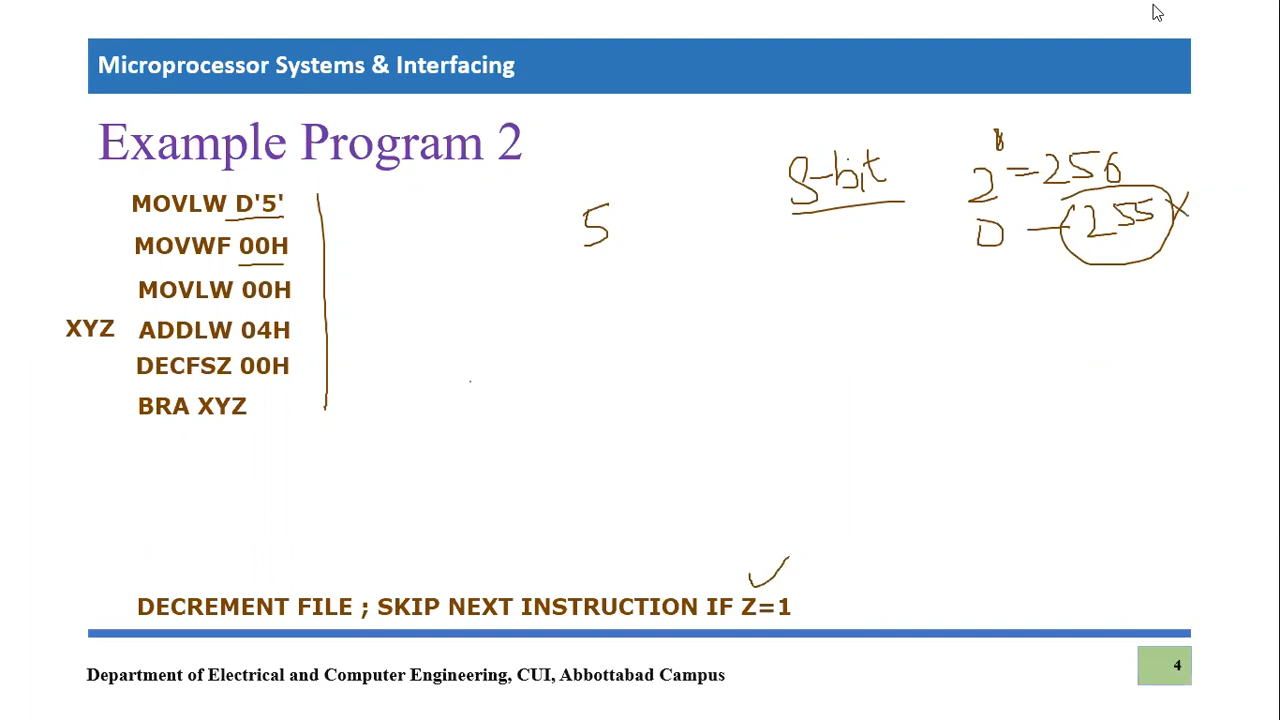 Microprocessor Systems & Interfacing
Example Program 2
MOVLW D'5'
MOVWF 00H
MOVLW 00H
XYZ ADDLW 04H
DECFSZ 00H
BRA XYZ
5
8-bit
2⁸ = 256
0 — 255 X
DECREMENT FILE ; SKIP NEXT INSTRUCTION IF Z=1
Department of Electrical and Computer Engineering, CUI, Abbottabad Campus
4